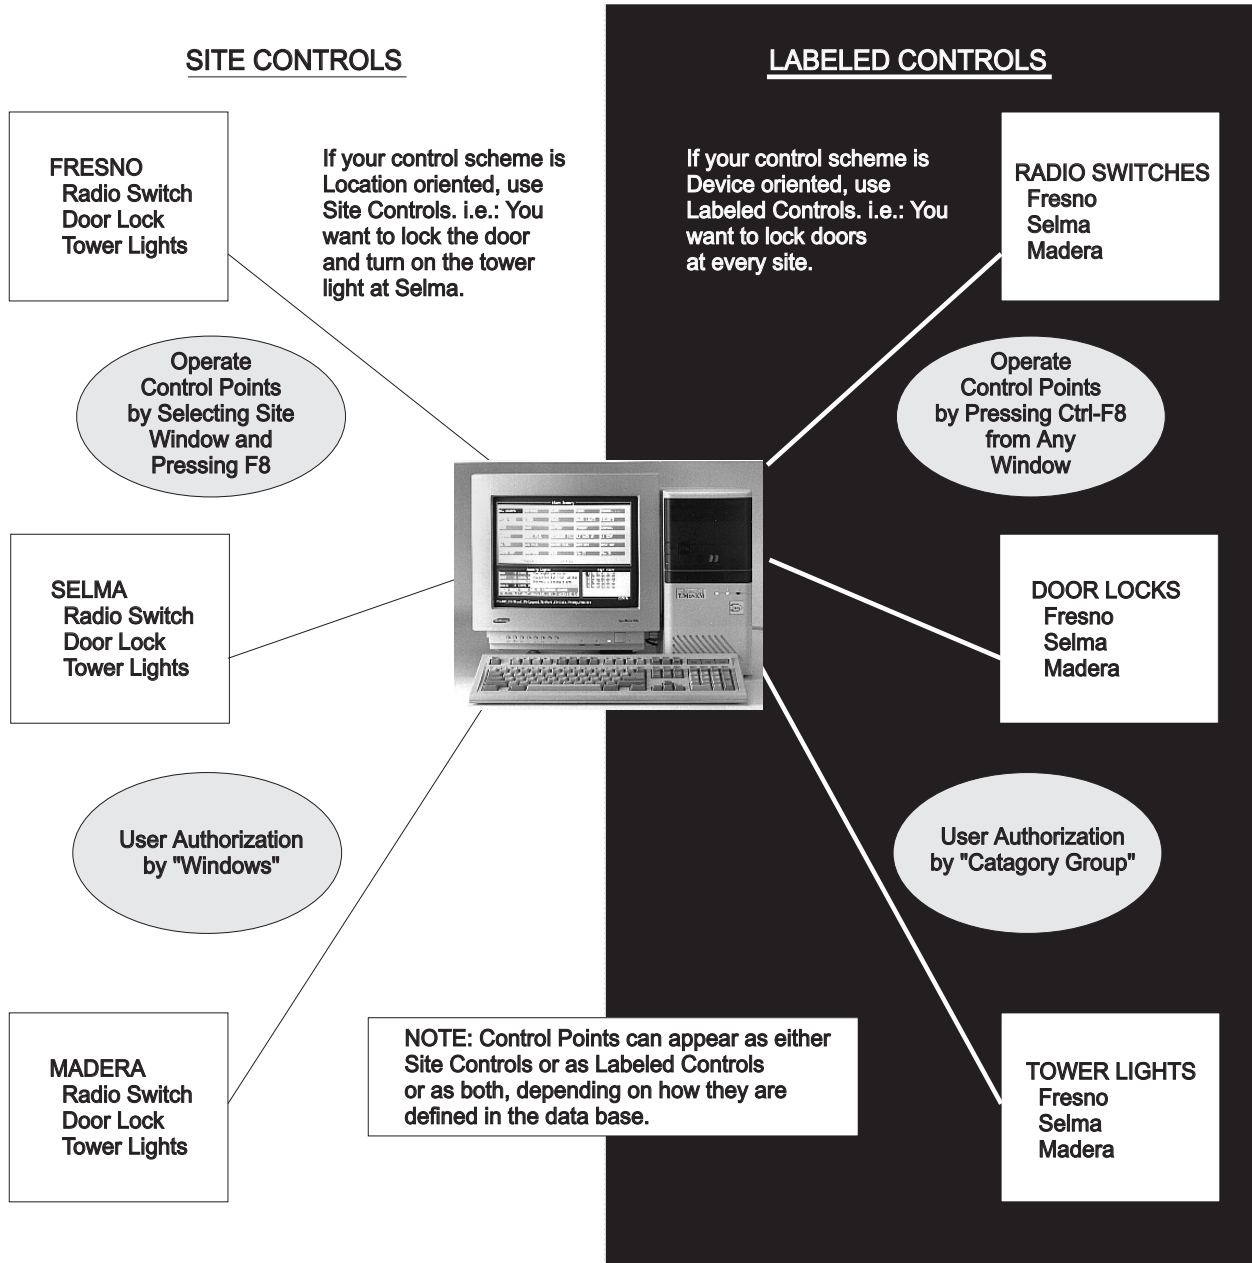 SITE CONTROLS
FRESNO
Radio Switch
Door Lock
Tower Lights
If your control scheme is
Location oriented, use
Site Controls. i.e.: You
want to lock the door
and turn on the tower
light at Selma.
Operate
Control Points
by Selecting Site
Window and
Pressing F8
SELMA
Radio Switch
Door Lock
Tower Lights
User Authorization
by "Windows"
MADERA
Radio Switch
Door Lock
Tower Lights
LABELED CONTROLS
If your control scheme is
Device oriented, use
Labeled Controls. i.e.: You
want to lock doors
at every site.
RADIO SWITCHES
Fresno
Selma
Madera
Operate
Control Points
by Pressing Ctrl-F8
from Any
Window
DOOR LOCKS
Fresno
Selma
Madera
User Authorization
by "Catagory Group"
TOWER LIGHTS
Fresno
Selma
Madera
NOTE: Control Points can appear as either
Site Controls or as Labeled Controls
or as both, depending on how they are
defined in the data base.